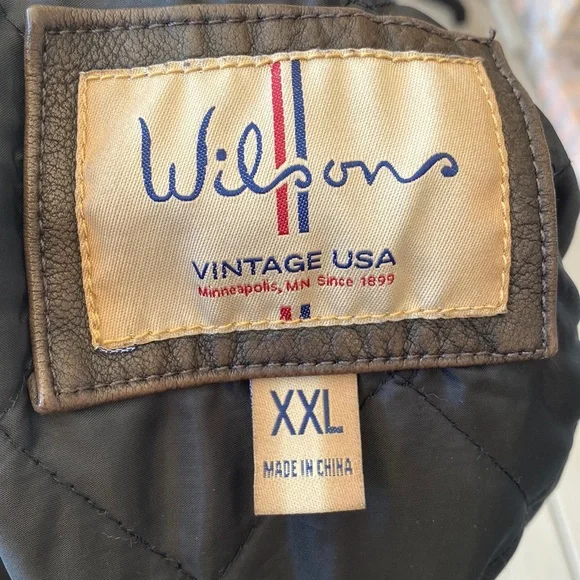 Wilsons
VINTAGE USA
Minneapolis, MN Since 1899
XXL
MADE IN CHINA